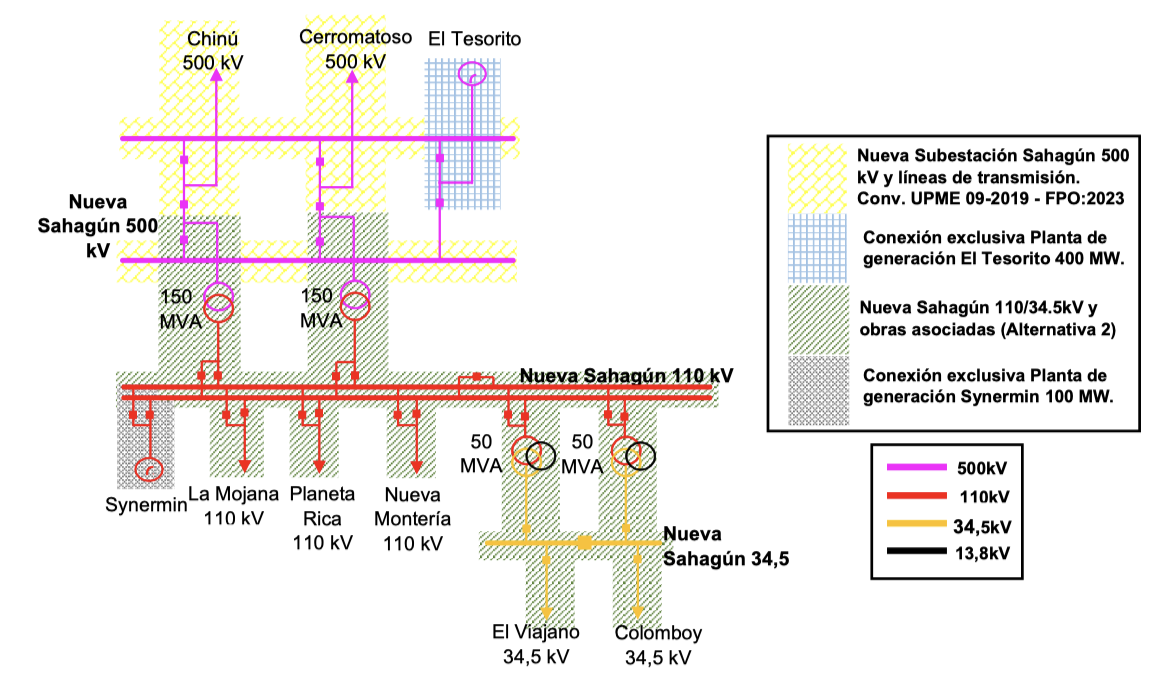 Chinú
500 kV
Cerromatoso
500 kV
El Tesorito
Nueva
Sahagún 500
kV
150
MVA
150
MVA
Nueva Sahagún 110 kV
50
MVA
50
MVA
Synermin
La Mojana
110 kV
Planeta
Rica
110 kV
Nueva
Montería
110 kV
Nueva
Sahagún 34,5
El Viajano
34,5 kV
Colomboy
34,5 kV
Nueva Subestación Sahagún 500
kV y líneas de transmisión.
Conv. UPME 09-2019 - FPO:2023
Conexión exclusiva Planta de
generación El Tesorito 400 MW.
Nueva Sahagún 110/34.5kV y
obras asociadas (Alternativa 2)
Conexión exclusiva Planta de
generación Synermin 100 MW.
500kV
110kV
34,5kV
13,8kV